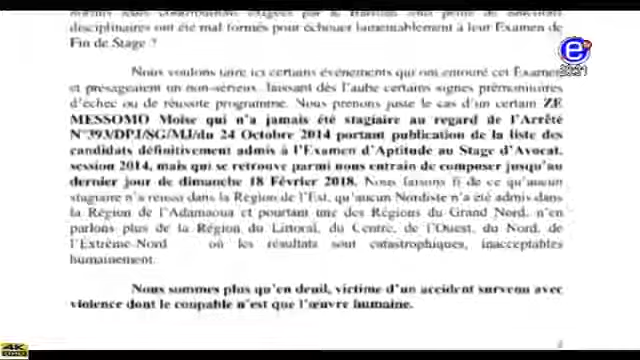 disciplinaires ont été mal formés pour échouer lamentablement à leur Examen de
Fin de Stage ?
Nous voulons taire ici certains événements qui ont entouré cet Examen
et présageaient un non-sérieux, laissant dès l'aube certains signes prémonitoires
d'échec ou de réussite programme. Nous prenons juste le cas d'un certain ZE
MESSOMO Moise qui n'a jamais été stagiaire au regard de l'Arrêté
du 24 Octobre 2014 portant publication de la liste des
candidats définitivement admis à l'Examen d'Aptitude au Stage d'Avocat,
session 2014, mais qui se retrouve parmi nous entrain de composer jusqu'au
dernier jour de dimanche 18 Février 2018. Nous faisons fi de ce qu'aucun
stagiaire n'a réussi dans la Région de l'Est, qu'aucun Nordiste n'a été admis dans
la Région de l'Adamaoua et pourtant une des Régions du Grand Nord, n'en
parlons plus de la Région du Littoral, du Centre, de l'Ouest, du Nord, de
l'Extrême-Nord où les résultats sont catastrophiques, inacceptables
humainement.
Nous sommes plus qu'en deuil, victime d'un accident survenu avec
violence dont le coupable n'est que l'œuvre humaine.
4K